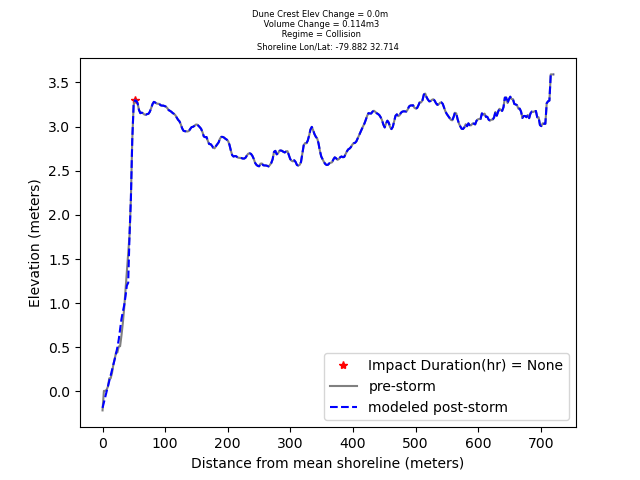 Dune Crest Elev Change = 0.0m
Volume Change = 0.114m3
Regime = Collision
Shoreline Lon/Lat: -79.882 32.714
3.5
3.0
2.5
2.0
1.5
1.0
0.5
0.0
Elevation (meters)
Impact Duration(hr) = None
pre-storm
modeled post-storm
0 100 200 300 400 500 600 700
Distance from mean shoreline (meters)